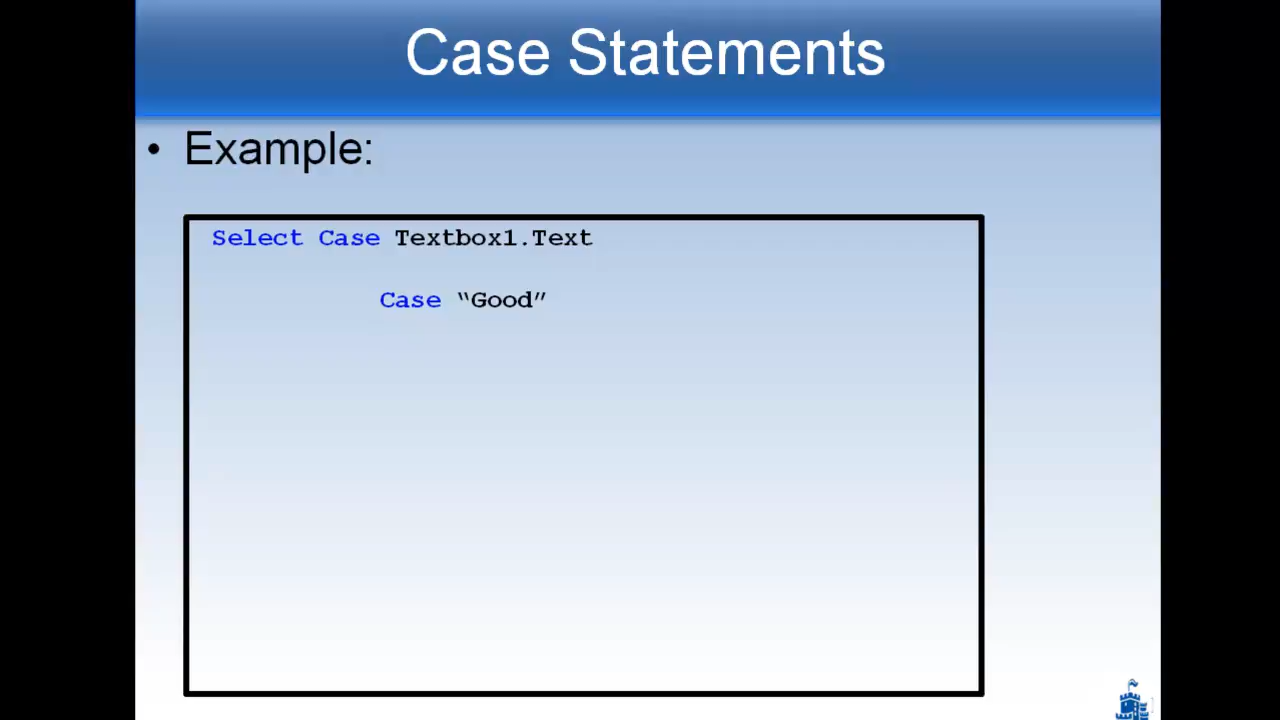 Case Statements
• Example:
Select Case Textbox1.Text
Case “Good”